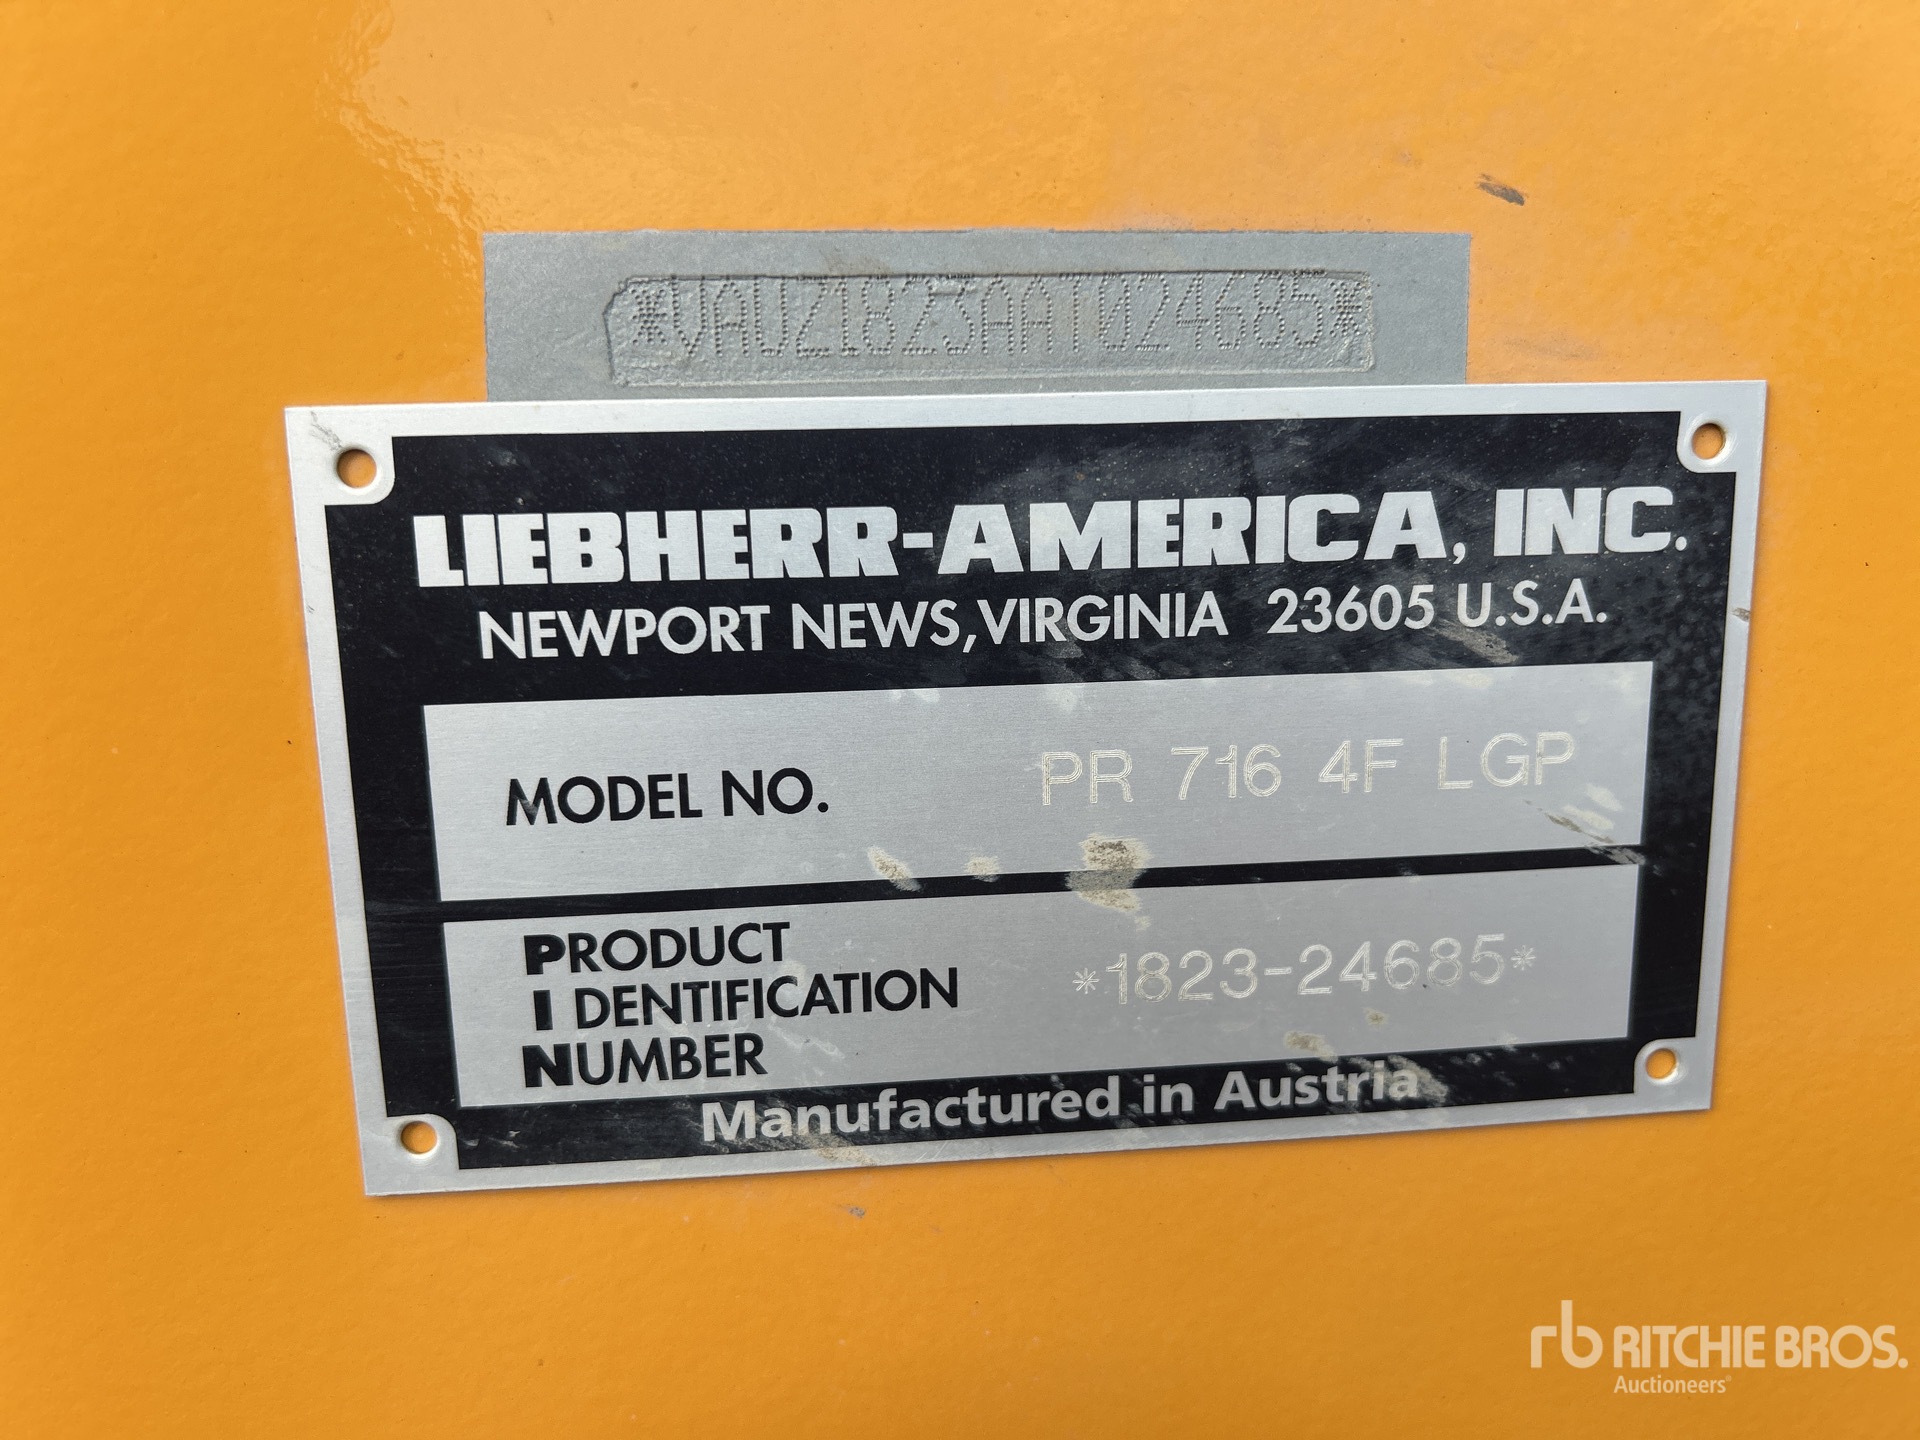 *VAUZ1823AAT024685*
LIEBHERR-AMERICA, INC.
NEWPORT NEWS, VIRGINIA 23605 U.S.A.
MODEL NO. PR 716 4F LGP
PRODUCT
IDENTIFICATION *1823-24685*
NUMBER
Manufactured in Austria
rb RITCHIE BROS.
Auctioneers®